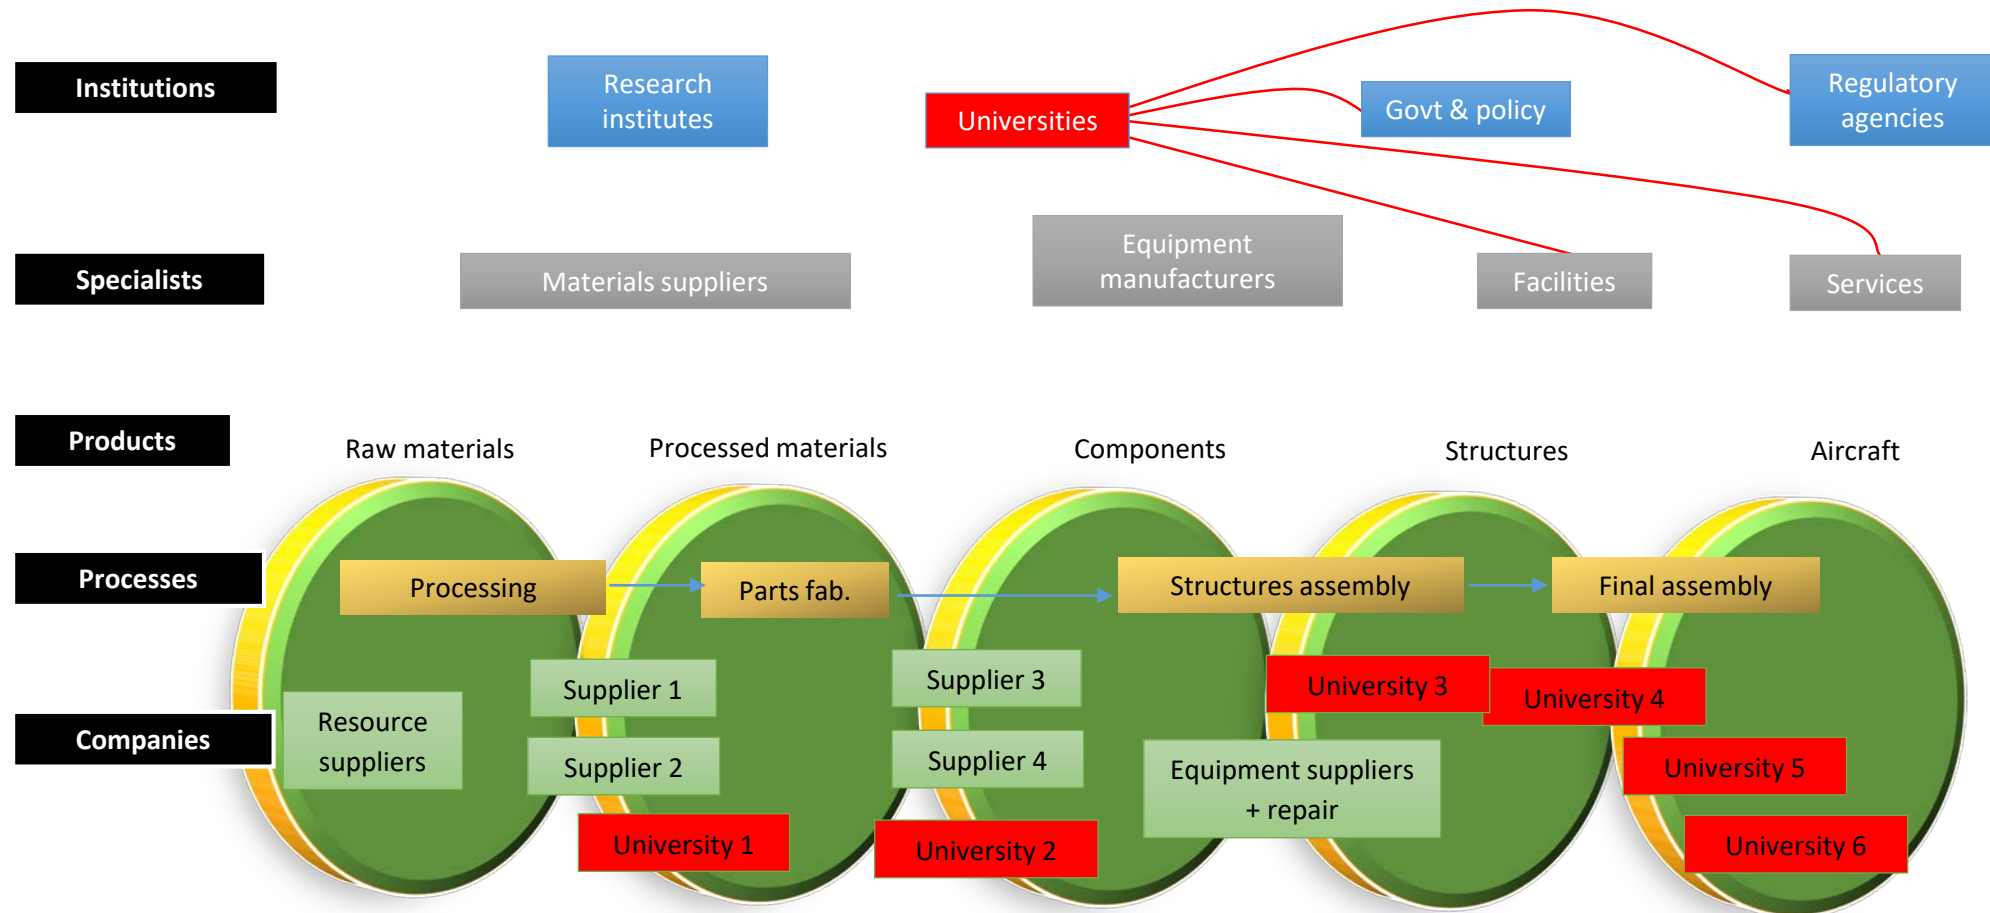 Institutions
Research
institutes
Universities
Govt & policy
Regulatory
agencies
Specialists
Materials suppliers
Equipment
manufacturers
Facilities
Services
Products
Raw materials
Processed materials
Components
Structures
Aircraft
Processes
Processing
Parts fab.
Structures assembly
Final assembly
Companies
Resource
suppliers
Supplier 1
Supplier 2
University 1
Supplier 3
Supplier 4
University 2
Equipment suppliers
+ repair
University 3
University 4
University 5
University 6